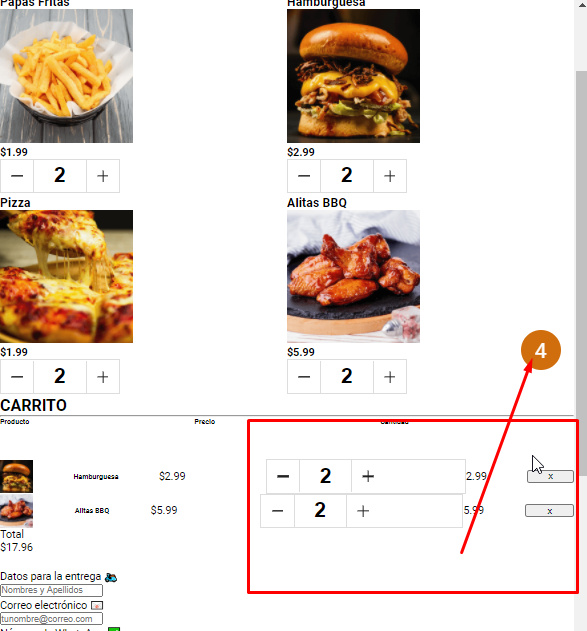 Papas Fritas
Hamburguesa
$1.99
$2.99
− 2 +
− 2 +
Pizza
Alitas BBQ
$1.99
$5.99
− 2 +
− 2 +
4
CARRITO
Producto Precio Cantidad
Hamburguesa $2.99 − 2 + 2.99 x
Alitas BBQ $5.99 − 2 + 5.99 x
Total
$17.96
Datos para la entrega
Nombres y Apellidos
Correo electrónico
tunombre@correo.com